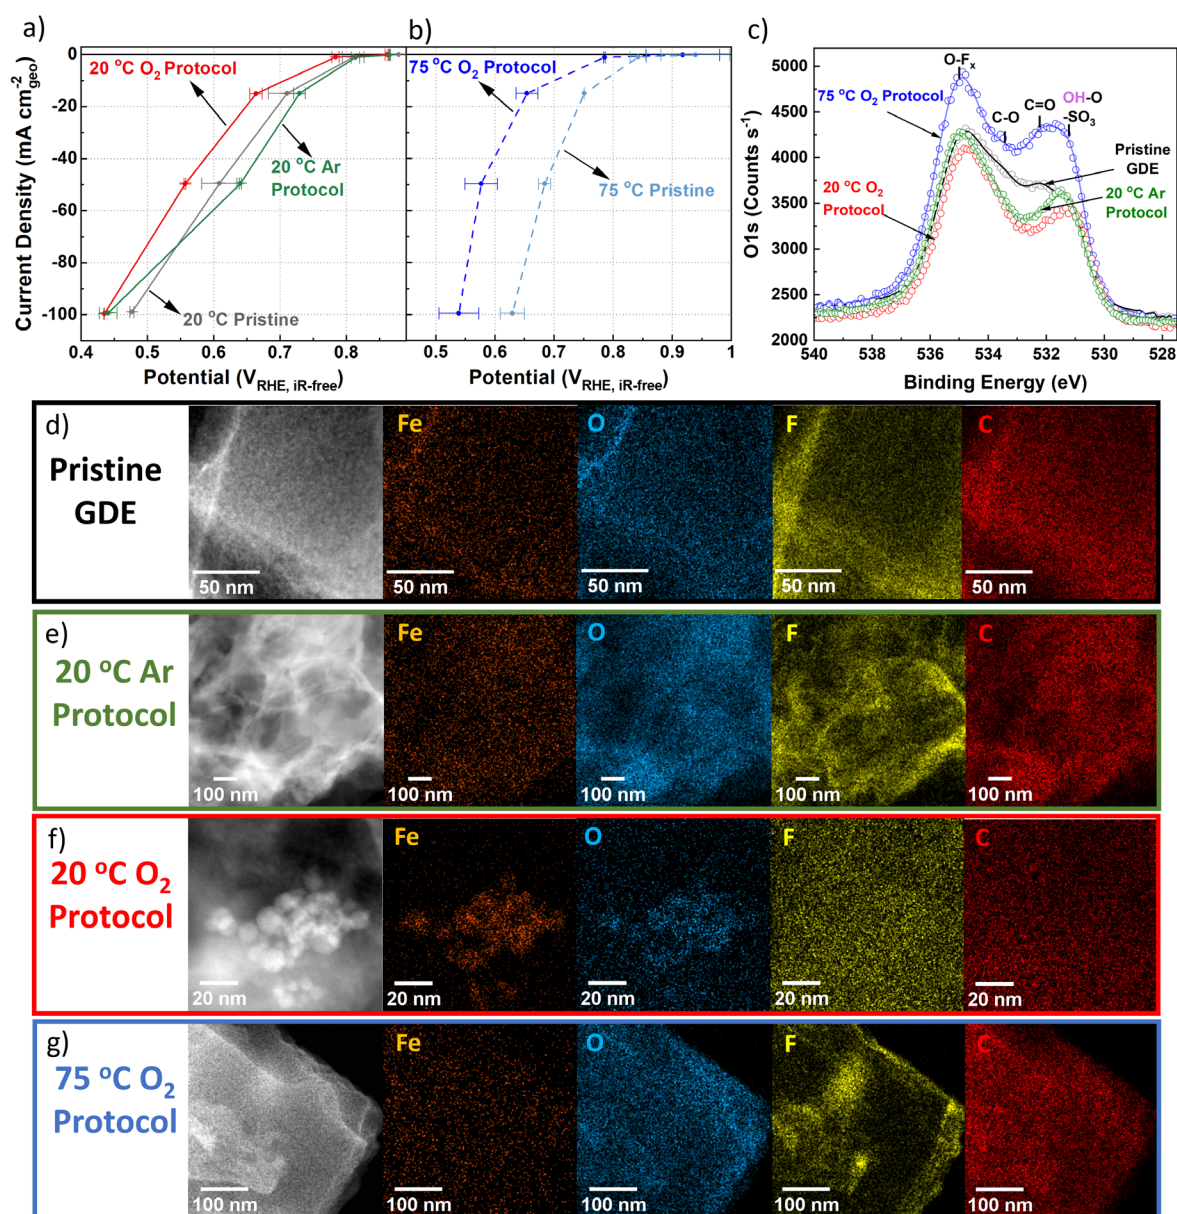 a)
20 °C O2 Protocol
20 °C Ar
Protocol
20 °C Pristine
Current Density (mA cm-2geo)
0
-20
-40
-60
-80
-100
0.4
0.5
0.6
0.7
0.8
Potential (VRHE, iR-free)
b)
75 °C O2
Protocol
75 °C Pristine
0.5
0.6
0.7
0.8
0.9
1
Potential (VRHE, iR-free)
c)
O-Fx
75 °C O2 Protocol
C-O
C=O
OH-O
-SO3
Pristine
GDE
20 °C O2
Protocol
20 °C Ar
Protocol
O1s (Counts s-1)
5000
4500
4000
3500
3000
2500
2000
540
538
536
534
532
530
528
Binding Energy (eV)
d)
Pristine
GDE
Fe
O
F
C
50 nm
50 nm
50 nm
50 nm
50 nm
e)
20 °C Ar
Protocol
Fe
O
F
C
100 nm
100 nm
100 nm
100 nm
100 nm
f)
20 °C O2
Protocol
Fe
O
F
C
20 nm
20 nm
20 nm
20 nm
20 nm
g)
75 °C O2
Protocol
Fe
O
F
C
100 nm
100 nm
100 nm
100 nm
100 nm